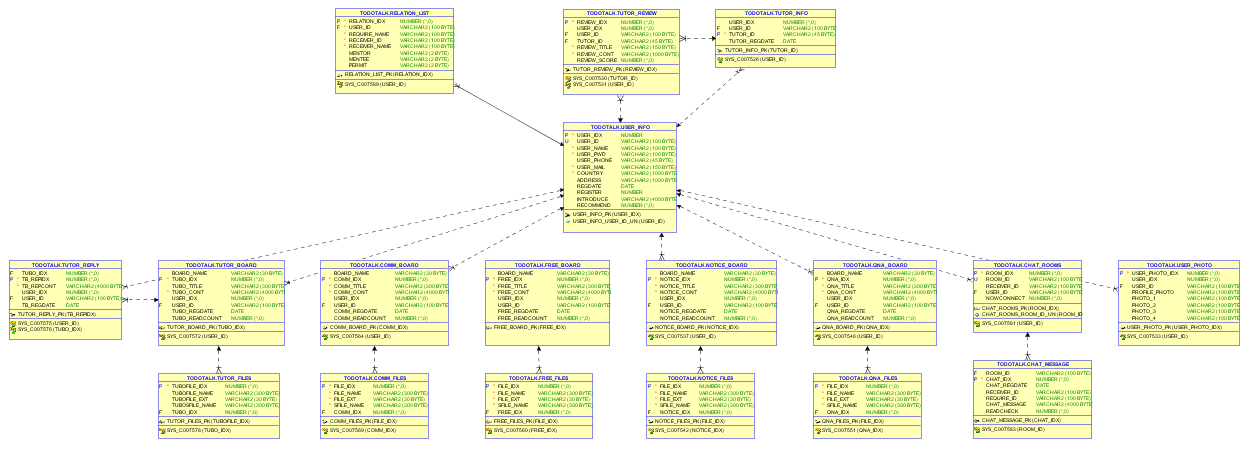 TODOTALK.RELATION_LIST
P * RELATION_IDX NUMBER (*,0)
F * USER_ID VARCHAR2 (100 BYTE)
* REQUIRE_NAME VARCHAR2 (100 BYTE)
* RECEIVER_ID VARCHAR2 (100 BYTE)
* RECEIVER_NAME VARCHAR2 (100 BYTE)
MENTOR VARCHAR2 (2 BYTE)
MENTEE VARCHAR2 (2 BYTE)
PERMIT VARCHAR2 (2 BYTE)
RELATION_LIST_PK (RELATION_IDX)
SYS_C007589 (USER_ID)
TODOTALK.TUTOR_REVIEW
P * REVIEW_IDX NUMBER (*,0)
USER_IDX NUMBER (*,0)
F USER_ID VARCHAR2 (100 BYTE)
F TUTOR_ID VARCHAR2 (45 BYTE)
* REVIEW_TITLE VARCHAR2 (150 BYTE)
* REVIEW_CONT VARCHAR2 (1000 BYTE)
* REVIEW_SCORE NUMBER (*,0)
TUTOR_REVIEW_PK (REVIEW_IDX)
SYS_C007530 (TUTOR_ID)
SYS_C007531 (USER_ID)
TODOTALK.TUTOR_INFO
USER_IDX NUMBER (*,0)
F USER_ID VARCHAR2 (100 BYTE)
P * TUTOR_ID VARCHAR2 (45 BYTE)
TUTOR_REGDATE DATE
TUTOR_INFO_PK (TUTOR_ID)
SYS_C007526 (USER_ID)
TODOTALK.USER_INFO
P * USER_IDX NUMBER
U USER_ID VARCHAR2 (100 BYTE)
* USER_NAME VARCHAR2 (100 BYTE)
* USER_PWD VARCHAR2 (100 BYTE)
USER_PHONE VARCHAR2 (45 BYTE)
* USER_MAIL VARCHAR2 (150 BYTE)
* COUNTRY VARCHAR2 (1000 BYTE)
ADDRESS VARCHAR2 (1000 BYTE)
REGDATE DATE
REGISTER NUMBER
INTRODUCE VARCHAR2 (4000 BYTE)
RECOMMEND NUMBER (*,0)
USER_INFO_PK (USER_IDX)
USER_INFO_USER_ID_UN (USER_ID)
TODOTALK.TUTOR_REPLY
F TUBO_IDX NUMBER (*,0)
P * TB_REPIDX NUMBER (*,0)
* TB_REPCONT VARCHAR2 (4000 BYTE)
USER_IDX NUMBER (*,0)
F USER_ID VARCHAR2 (100 BYTE)
TB_REGDATE DATE
TUTOR_REPLY_PK (TB_REPIDX)
SYS_C007575 (USER_ID)
SYS_C007576 (TUBO_IDX)
TODOTALK.TUTOR_BOARD
BOARD_NAME VARCHAR2 (30 BYTE)
P * TUBO_IDX NUMBER (*,0)
* TUBO_TITLE VARCHAR2 (300 BYTE)
* TUBO_CONT VARCHAR2 (4000 BYTE)
USER_IDX NUMBER (*,0)
F USER_ID VARCHAR2 (100 BYTE)
TUBO_REGDATE DATE
TUBO_READCOUNT NUMBER (*,0)
TUTOR_BOARD_PK (TUBO_IDX)
SYS_C007572 (USER_ID)
TODOTALK.COMM_BOARD
BOARD_NAME VARCHAR2 (30 BYTE)
P * COMM_IDX NUMBER (*,0)
* COMM_TITLE VARCHAR2 (300 BYTE)
* COMM_CONT VARCHAR2 (4000 BYTE)
USER_IDX NUMBER (*,0)
F USER_ID VARCHAR2 (100 BYTE)
COMM_REGDATE DATE
COMM_READCOUNT NUMBER (*,0)
COMM_BOARD_PK (COMM_IDX)
SYS_C007564 (USER_ID)
TODOTALK.FREE_BOARD
BOARD_NAME VARCHAR2 (30 BYTE)
P * FREE_IDX NUMBER (*,0)
* FREE_TITLE VARCHAR2 (300 BYTE)
* FREE_CONT VARCHAR2 (4000 BYTE)
USER_IDX NUMBER (*,0)
USER_ID VARCHAR2 (100 BYTE)
FREE_REGDATE DATE
FREE_READCOUNT NUMBER (*,0)
FREE_BOARD_PK (FREE_IDX)
TODOTALK.NOTICE_BOARD
BOARD_NAME VARCHAR2 (30 BYTE)
P * NOTICE_IDX NUMBER (*,0)
* NOTICE_TITLE VARCHAR2 (300 BYTE)
* NOTICE_CONT VARCHAR2 (4000 BYTE)
USER_IDX NUMBER (*,0)
F USER_ID VARCHAR2 (100 BYTE)
NOTICE_REGDATE DATE
NOTICE_READCOUNT NUMBER (*,0)
NOTICE_BOARD_PK (NOTICE_IDX)
SYS_C007537 (USER_ID)
TODOTALK.QNA_BOARD
BOARD_NAME VARCHAR2 (30 BYTE)
P * QNA_IDX NUMBER (*,0)
* QNA_TITLE VARCHAR2 (300 BYTE)
* QNA_CONT VARCHAR2 (4000 BYTE)
USER_IDX NUMBER (*,0)
F USER_ID VARCHAR2 (100 BYTE)
QNA_REGDATE DATE
QNA_READCOUNT NUMBER (*,0)
QNA_BOARD_PK (QNA_IDX)
SYS_C007546 (USER_ID)
TODOTALK.CHAT_ROOMS
P * ROOM_IDX NUMBER (*,0)
U ROOM_ID VARCHAR2 (100 BYTE)
RECEIVER_ID VARCHAR2 (100 BYTE)
F USER_ID VARCHAR2 (100 BYTE)
NOWCONNECT NUMBER (*,0)
CHAT_ROOMS_PK (ROOM_IDX)
CHAT_ROOMS_ROOM_ID_UN (ROOM_ID)
SYS_C007581 (USER_ID)
TODOTALK.USER_PHOTO
P * USER_PHOTO_IDX NUMBER (*,0)
USER_IDX NUMBER (*,0)
F USER_ID VARCHAR2 (100 BYTE)
PROFILE_PHOTO VARCHAR2 (100 BYTE)
PHOTO_1 VARCHAR2 (100 BYTE)
PHOTO_2 VARCHAR2 (100 BYTE)
PHOTO_3 VARCHAR2 (100 BYTE)
PHOTO_4 VARCHAR2 (100 BYTE)
USER_PHOTO_PK (USER_PHOTO_IDX)
SYS_C007533 (USER_ID)
TODOTALK.TUTOR_FILES
P * TUBOFILE_IDX NUMBER (*,0)
TUBOFILE_NAME VARCHAR2 (300 BYTE)
TUBOFILE_EXT VARCHAR2 (30 BYTE)
TUBOSFILE_NAME VARCHAR2 (300 BYTE)
F TUBO_IDX NUMBER (*,0)
TUTOR_FILES_PK (TUBOFILE_IDX)
SYS_C007578 (TUBO_IDX)
TODOTALK.COMM_FILES
P * FILE_IDX NUMBER (*,0)
FILE_NAME VARCHAR2 (300 BYTE)
FILE_EXT VARCHAR2 (30 BYTE)
SFILE_NAME VARCHAR2 (300 BYTE)
F COMM_IDX NUMBER (*,0)
COMM_FILES_PK (FILE_IDX)
SYS_C007569 (COMM_IDX)
TODOTALK.FREE_FILES
P * FILE_IDX NUMBER (*,0)
FILE_NAME VARCHAR2 (300 BYTE)
FILE_EXT VARCHAR2 (30 BYTE)
SFILE_NAME VARCHAR2 (300 BYTE)
F FREE_IDX NUMBER (*,0)
FREE_FILES_PK (FILE_IDX)
SYS_C007560 (FREE_IDX)
TODOTALK.NOTICE_FILES
P * FILE_IDX NUMBER (*,0)
FILE_NAME VARCHAR2 (300 BYTE)
FILE_EXT VARCHAR2 (30 BYTE)
SFILE_NAME VARCHAR2 (300 BYTE)
F NOTICE_IDX NUMBER (*,0)
NOTICE_FILES_PK (FILE_IDX)
SYS_C007542 (NOTICE_IDX)
TODOTALK.QNA_FILES
P * FILE_IDX NUMBER (*,0)
FILE_NAME VARCHAR2 (300 BYTE)
FILE_EXT VARCHAR2 (30 BYTE)
SFILE_NAME VARCHAR2 (300 BYTE)
F QNA_IDX NUMBER (*,0)
QNA_FILES_PK (FILE_IDX)
SYS_C007551 (QNA_IDX)
TODOTALK.CHAT_MESSAGE
F ROOM_ID VARCHAR2 (100 BYTE)
P * CHAT_IDX NUMBER (*,0)
CHAT_REGDATE DATE
RECEIVER_ID VARCHAR2 (100 BYTE)
REQUIRE_ID VARCHAR2 (100 BYTE)
CHAT_MESSAGE VARCHAR2 (4000 BYTE)
READCHECK NUMBER (*,0)
CHAT_MESSAGE_PK (CHAT_IDX)
SYS_C007583 (ROOM_ID)